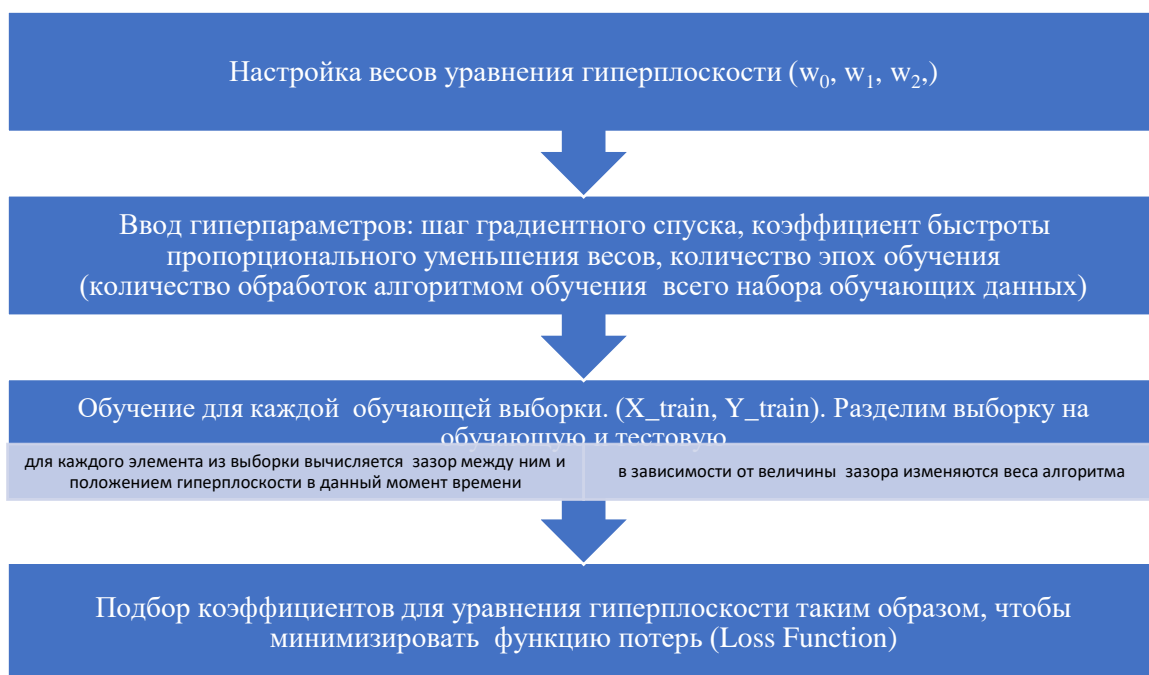 Настройка весов уравнения гиперплоскости (w₀, w₁, w₂,)
Ввод гиперпараметров: шаг градиентного спуска, коэффициент быстроты
пропорционального уменьшения весов, количество эпох обучения
(количество обработок алгоритмом обучения всего набора обучающих данных)
Обучение для каждой обучающей выборки. (X_train, Y_train). Разделим выборку на
обучающую и тестовую
для каждого элемента из выборки вычисляется зазор между ним и
положением гиперплоскости в данный момент времени
в зависимости от величины зазора изменяются веса алгоритма
Подбор коэффициентов для уравнения гиперплоскости таким образом, чтобы
минимизировать функцию потерь (Loss Function)